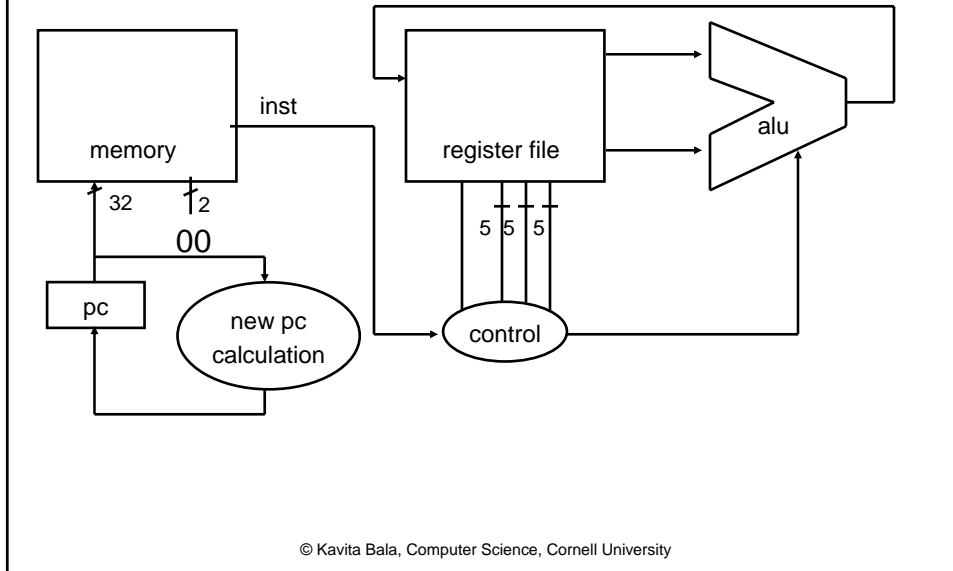 inst
memory
register file
alu
32
2
5 5 5
00
pc
new pc
calculation
control
© Kavita Bala, Computer Science, Cornell University